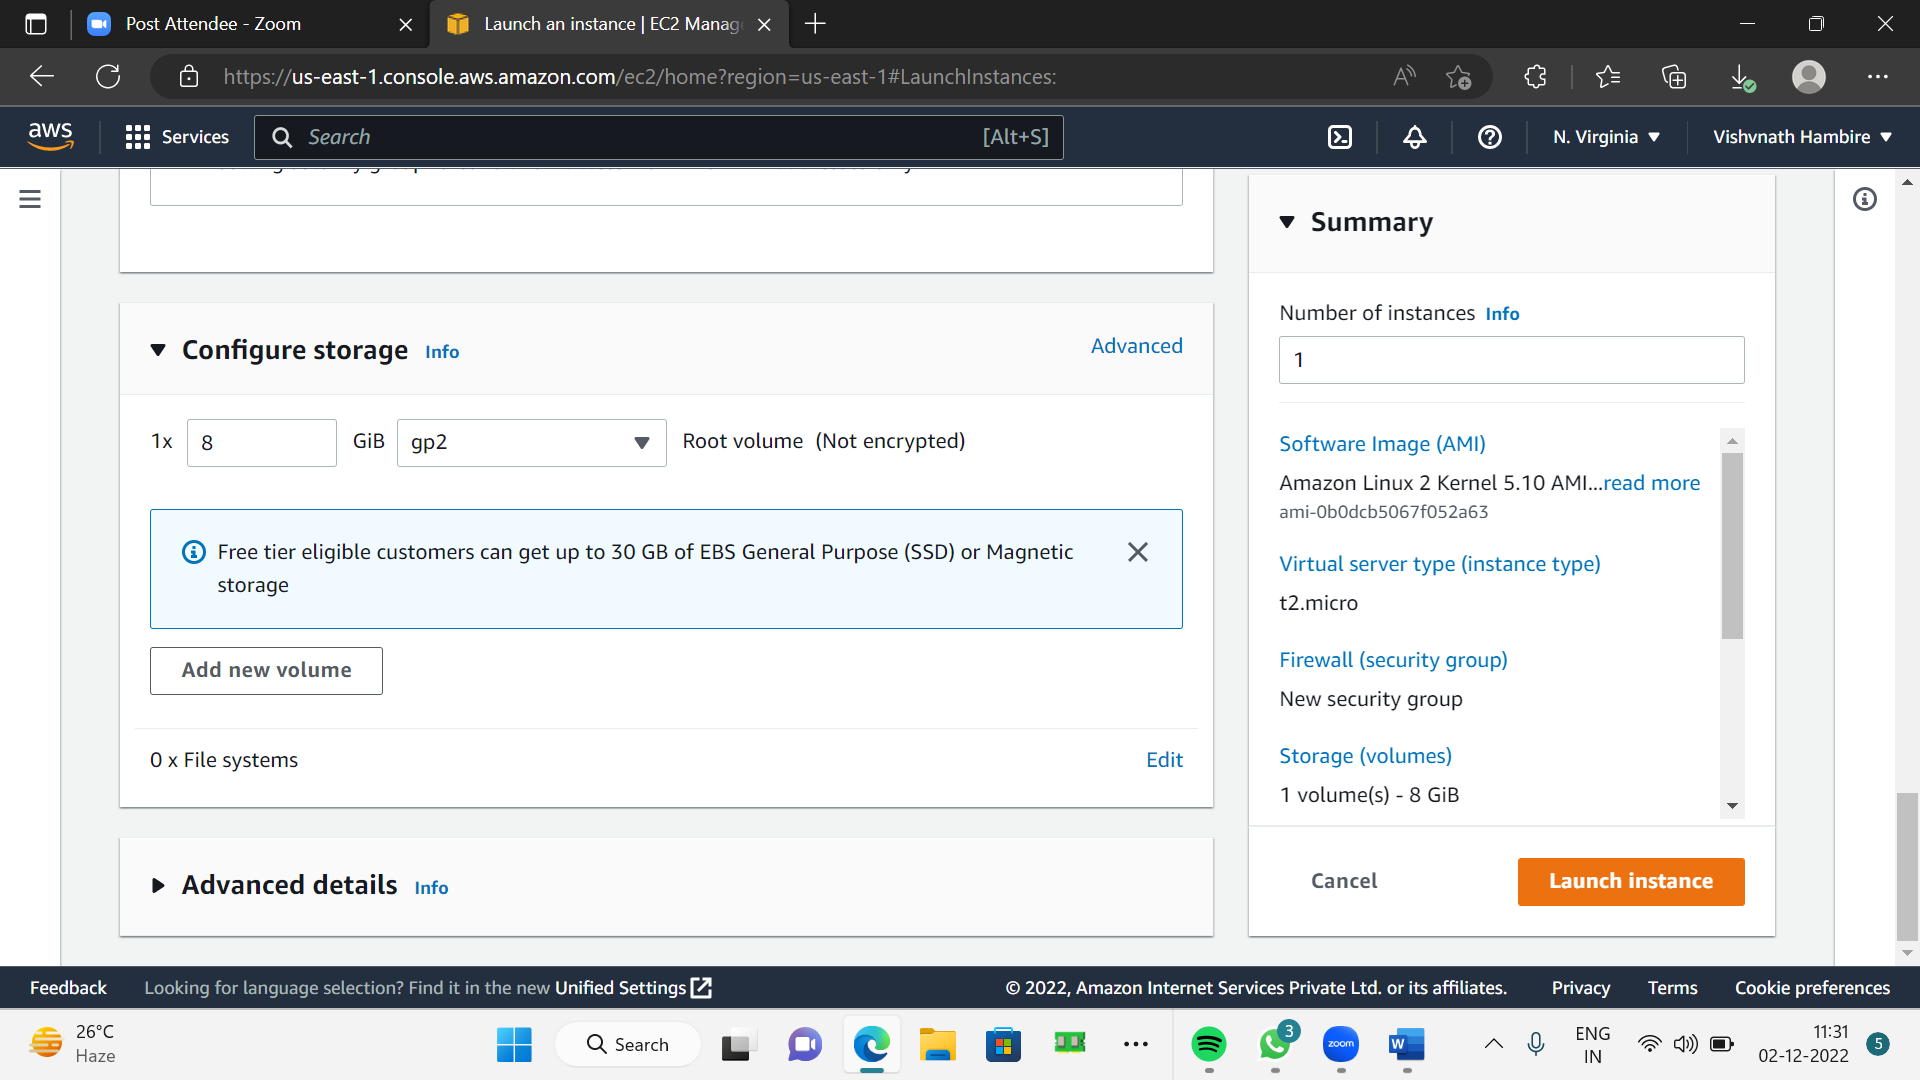 Post Attendee - Zoom
Launch an instance | EC2 Manag
https://us-east-1.console.aws.amazon.com/ec2/home?region=us-east-1#LaunchInstances:
aws
Services
Search
[Alt+S]
N. Virginia
Vishvnath Hambire
Configure storage Info
Advanced
1x
8
GiB
gp2
Root volume (Not encrypted)
Free tier eligible customers can get up to 30 GB of EBS General Purpose (SSD) or Magnetic
storage
Add new volume
0 x File systems
Edit
Advanced details Info
Summary
Number of instances Info
1
Software Image (AMI)
Amazon Linux 2 Kernel 5.10 AMI...read more
ami-0b0dcb5067f052a63
Virtual server type (instance type)
t2.micro
Firewall (security group)
New security group
Storage (volumes)
1 volume(s) - 8 GiB
Cancel
Launch instance
Feedback
Looking for language selection? Find it in the new Unified Settings
© 2022, Amazon Internet Services Private Ltd. or its affiliates.
Privacy
Terms
Cookie preferences
26°C
Haze
Search
3
zoom
W
ENG
IN
11:31
02-12-2022
5